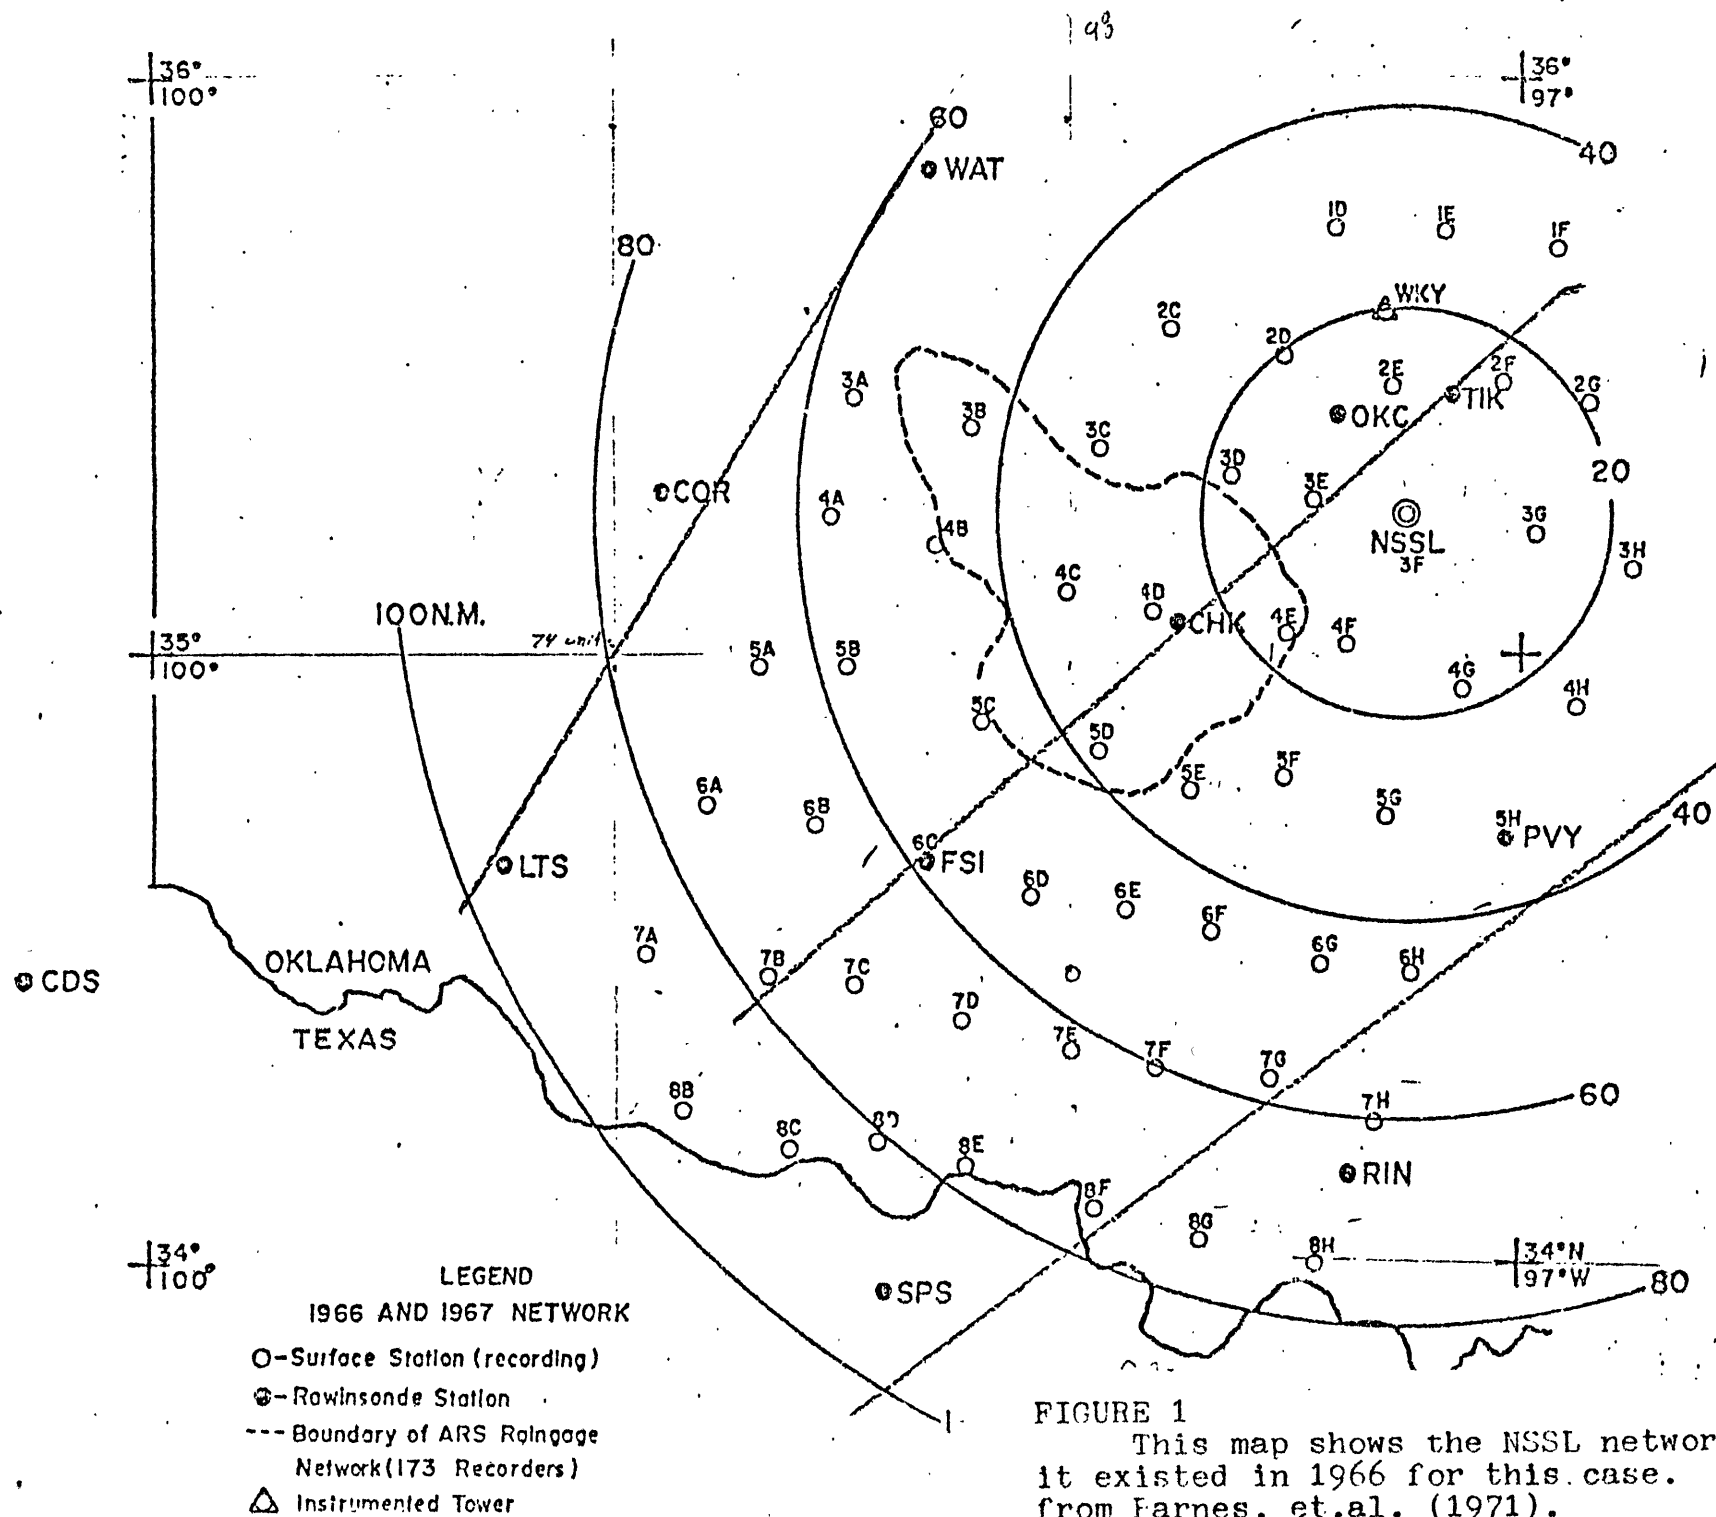 98
36°
100°
36°
97°
60
WAT
40
1D
1E
1F
80
WKY
2C
2D
2E
2F
2G
TIK
OKC
3A
3B
3C
3D
3E
20
COR
4A
4B
NSSL
3F
3G
3H
4C
4D
CHK
4E
4F
100 N.M.
35°
100°
74 unit
5A
5B
4G
4H
5C
5D
5E
5F
6A
6B
5G
5H
PVY
40
LTS
6C
FSI
6D
6E
6F
6G
6H
7A
OKLAHOMA
7B
7C
CDS
7D
TEXAS
7E
7F
7G
60
8B
7H
8C
8D
8E
RIN
8F
8G
8H
34°N
97°W
34°
100°
80
SPS
LEGEND
1966 AND 1967 NETWORK
O-Surface Station (recording)
- Rawinsonde Station
--- Boundary of ARS Raingage
Network (173 Recorders)
Instrumented Tower
FIGURE 1
This map shows the NSSL networ
it existed in 1966 for this case.
from Barnes, et.al. (1971).